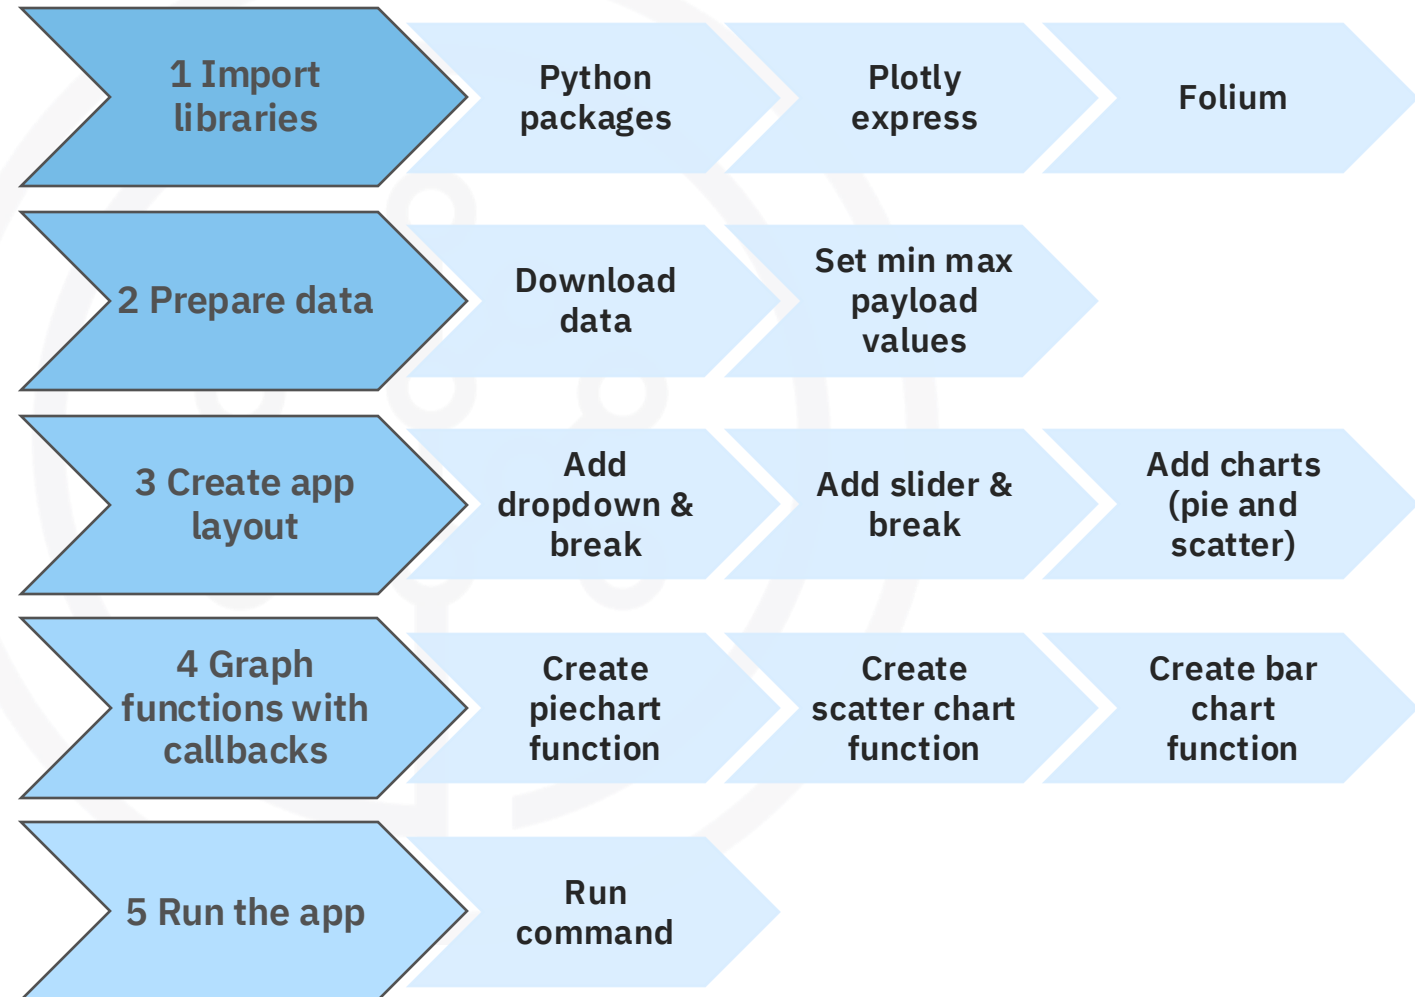 1 Import
libraries
Python
packages
Plotly
express
Folium
2 Prepare data
Download
data
Set min max
payload
values
3 Create app
layout
Add
dropdown &
break
Add slider &
break
Add charts
(pie and
scatter)
4 Graph
functions with
callbacks
Create
piechart
function
Create
scatter chart
function
Create bar
chart
function
5 Run the app
Run
command